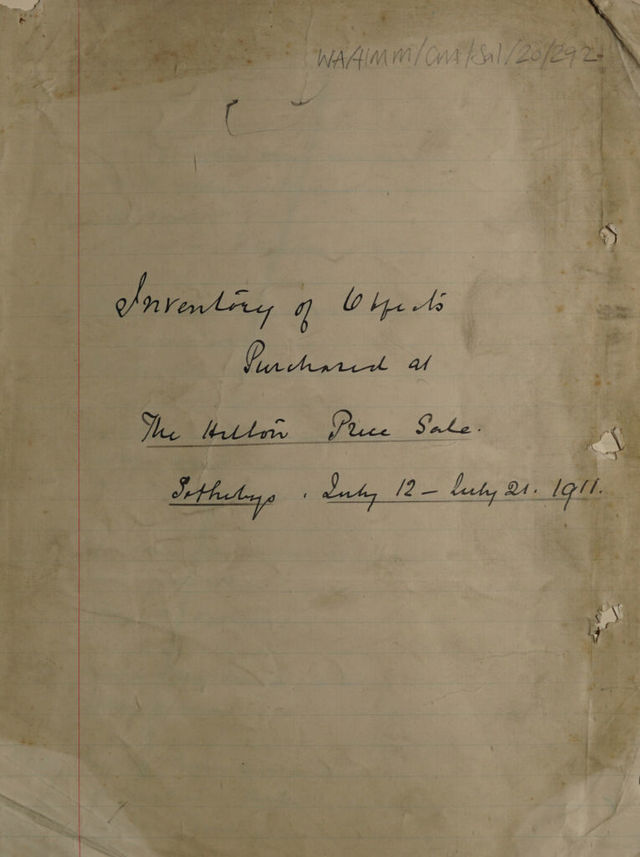 WA/HMM/CM/Sal/20/292
Inventory of Objects
Purchased at
The Hilton Price Sale.
Sothebys. July 12 - July 21. 1911.